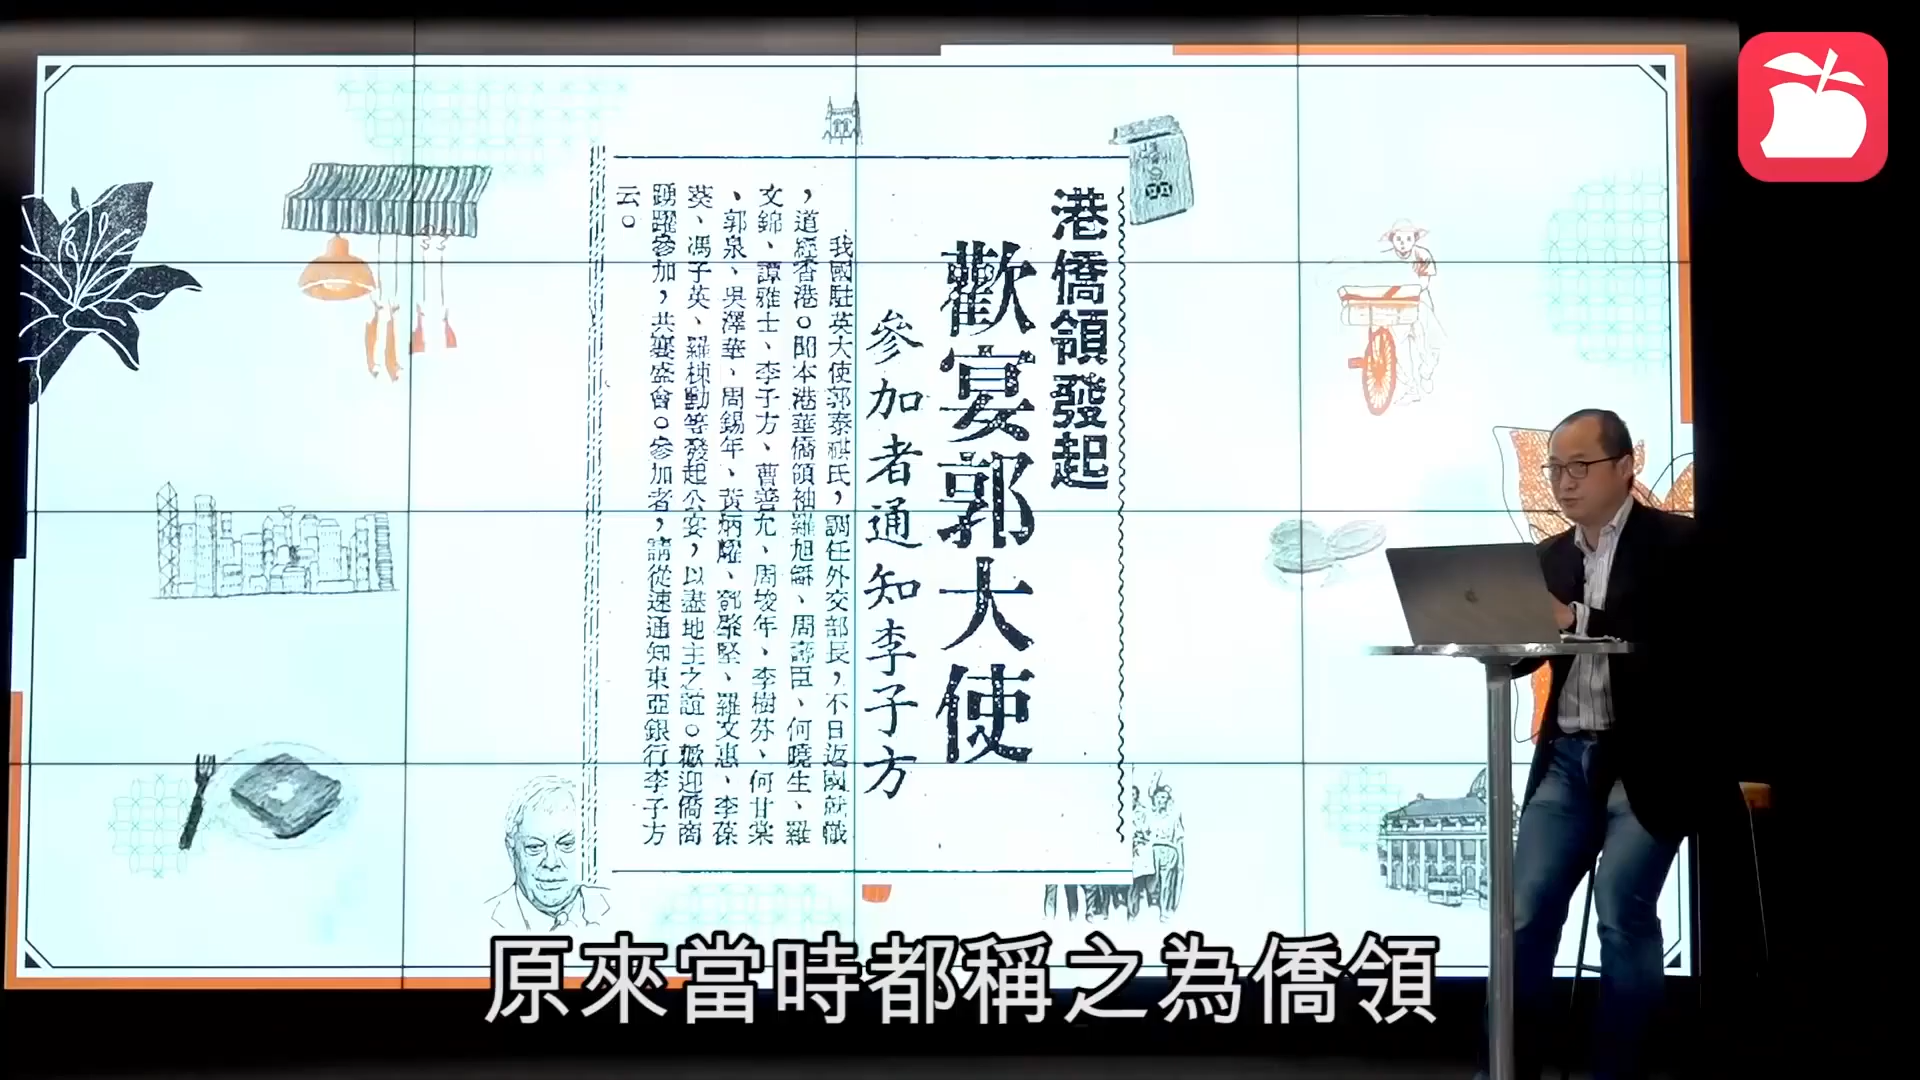 港僑領發起
歡宴郭大使
參加者通知李子方
我國駐英大使郭泰祺氏，調任外交部長，不日返國就職
，道經香港。聞本港華僑領袖羅旭龢、周壽臣、何曉生、羅
文錦、譚雅士、李子方、曹善允、周埈年、李樹芬、何甘棠
、郭泉、吳澤華、周錫年、黃炳耀、鄧肇堅、羅文惠、李葆
葵、馮子英、羅棟勳等發起公宴，以盡地主之誼。歡迎僑商
踴躍參加，共襄盛會。參加者，請從速通知東亞銀行李子方
云。
原來當時都稱之為僑領